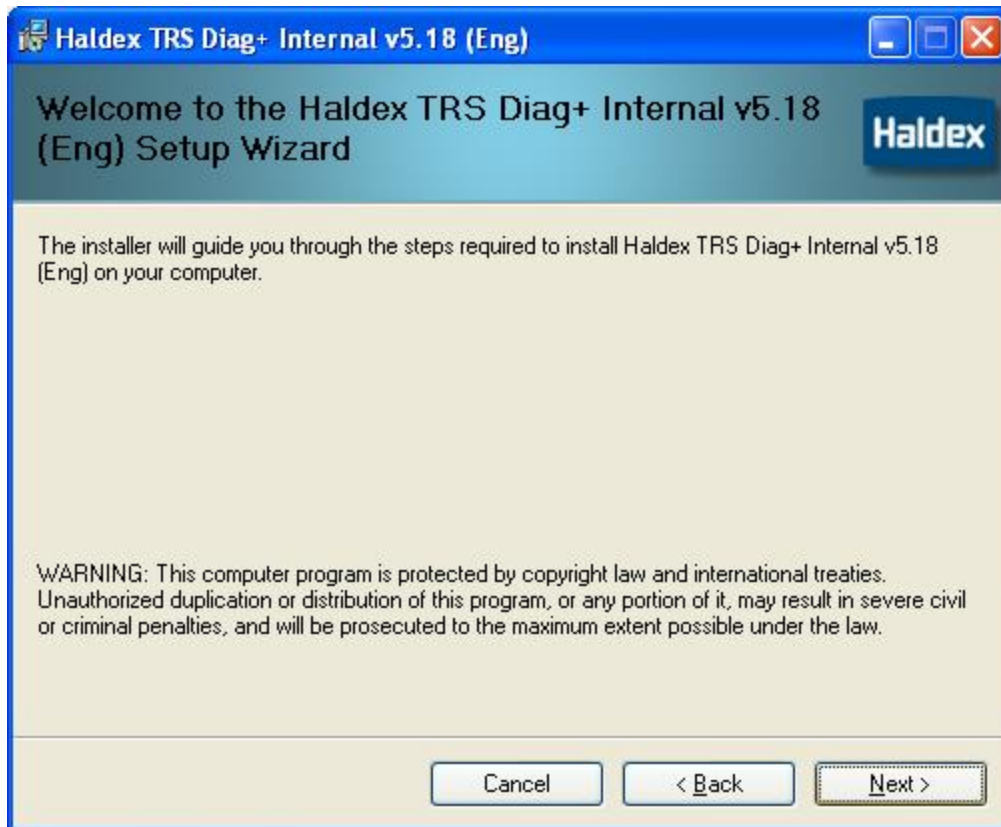 Haldex TRS Diag+ Internal v5.18 (Eng)
Welcome to the Haldex TRS Diag+ Internal v5.18
(Eng) Setup Wizard
Haldex
The installer will guide you through the steps required to install Haldex TRS Diag+ Internal v5.18
(Eng) on your computer.
WARNING: This computer program is protected by copyright law and international treaties.
Unauthorized duplication or distribution of this program, or any portion of it, may result in severe civil
or criminal penalties, and will be prosecuted to the maximum extent possible under the law.
Cancel < Back Next >